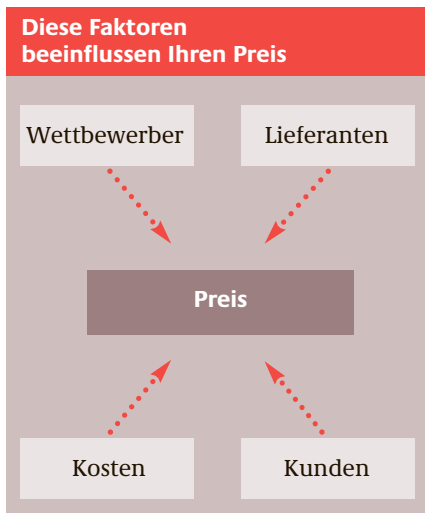 Diese Faktoren
beeinflussen Ihren Preis
Wettbewerber
Lieferanten
Preis
Kosten
Kunden